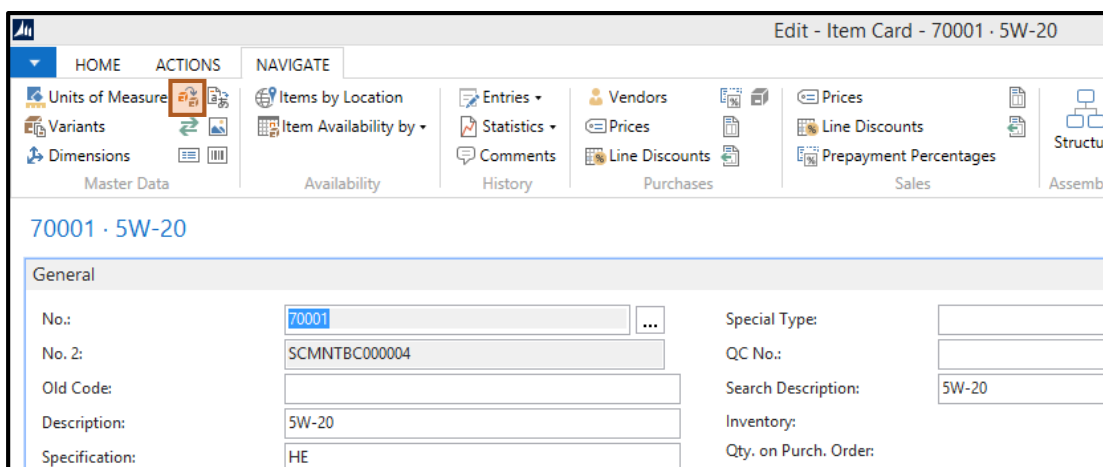 Edit - Item Card - 70001 · 5W-20
HOME ACTIONS NAVIGATE
Units of Measure Items by Location Entries Vendors Prices
Variants Item Availability by Statistics Prices Line Discounts Structu
Dimensions Comments Line Discounts Prepayment Percentages
Master Data Availability History Purchases Sales Assemb
70001 · 5W-20
General
No.: 70001 ... Special Type:
No. 2: SCMNTBC000004 QC No.:
Old Code: Search Description: 5W-20
Description: 5W-20 Inventory:
Specification: HE Qty. on Purch. Order: